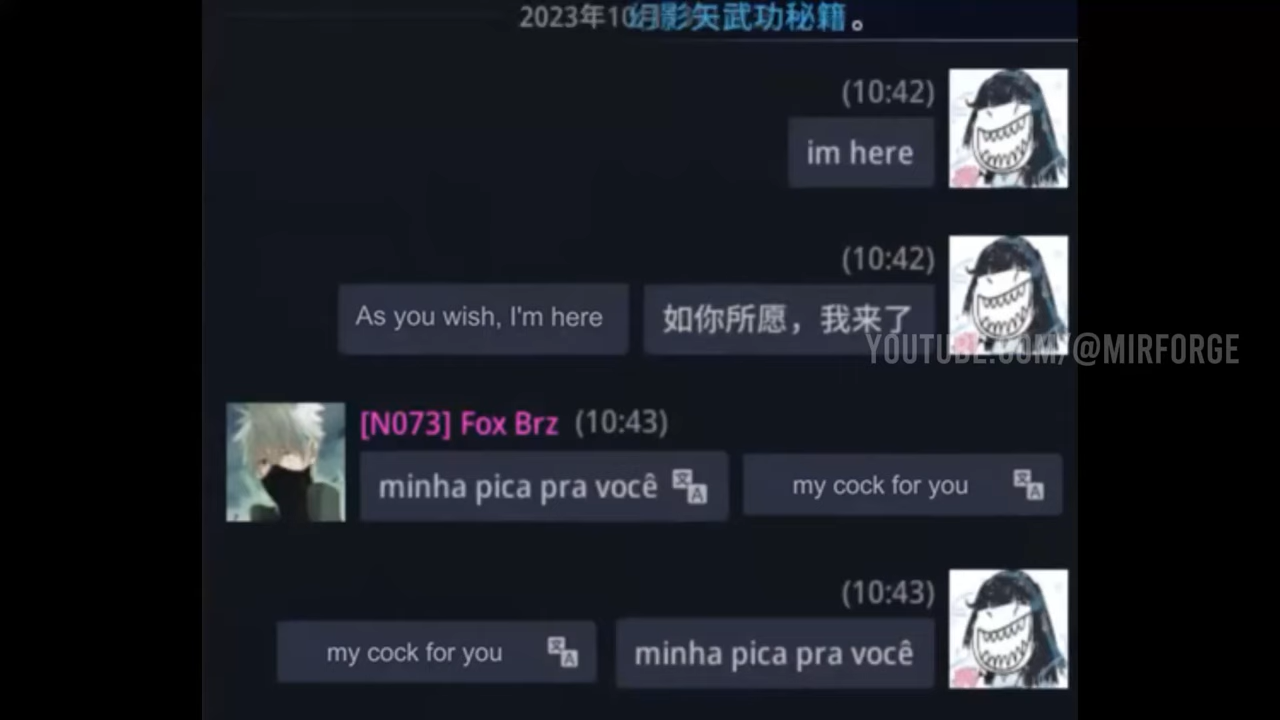 2023年10月
影矢武功秘籍。
(10:42)
im here
(10:42)
As you wish, I'm here
如你所愿，我来了
YOUTUBE.COM/@MIRFORGE
[N073] Fox Brz (10:43)
minha pica pra você
my cock for you
(10:43)
my cock for you
minha pica pra você